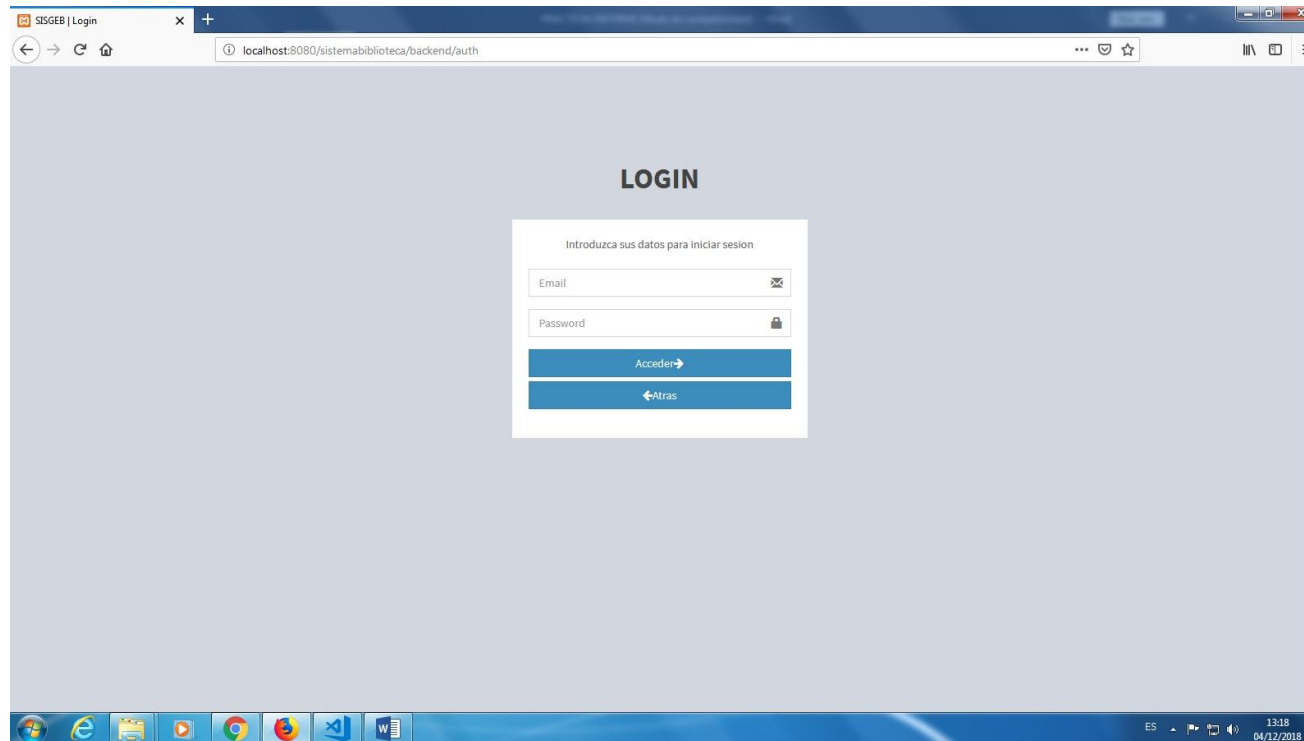 SISGEB | Login
localhost:8080/sistemabiblioteca/backend/auth
LOGIN
Introduzca sus datos para iniciar sesion
Email
Password
Acceder
Atras
ES
13:18
04/12/2018